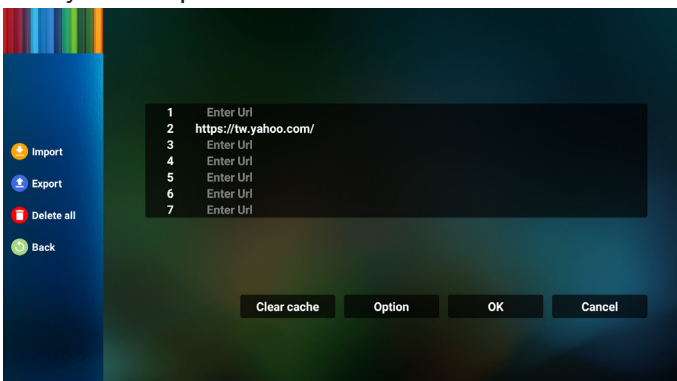 Import
Export
Delete all
Back
1 Enter Url
2 https://tw.yahoo.com/
3 Enter Url
4 Enter Url
5 Enter Url
6 Enter Url
7 Enter Url
Clear cache Option OK Cancel